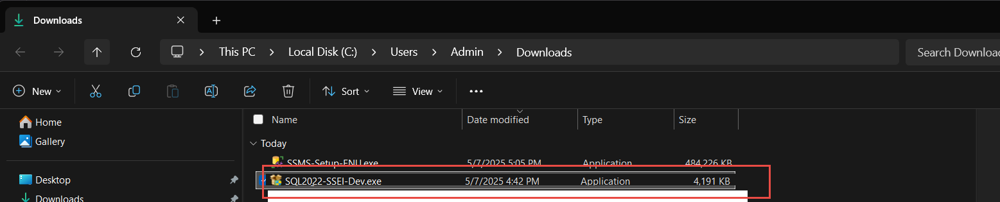 Downloads
This PC Local Disk (C:) Users Admin Downloads Search Downloa
New Sort View
Home
Gallery
Desktop
Downloads
Name Date modified Type Size
Today
SSMS-Setup-ENU.exe 5/7/2025 5:05 PM Application 484,226 KB
SQL2022-SSEI-Dev.exe 5/7/2025 4:42 PM Application 4,191 KB